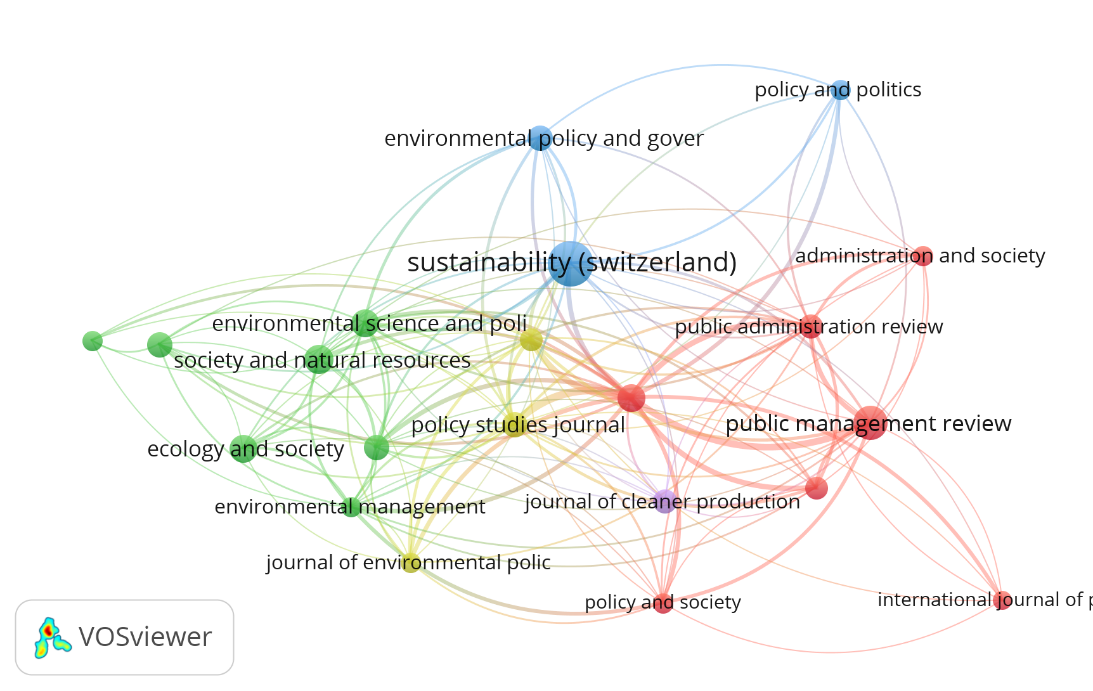 policy and politics
environmental policy and gover
administration and society
sustainability (switzerland)
environmental science and poli
public administration review
society and natural resources
policy studies journal
public management review
ecology and society
journal of cleaner production
environmental management
journal of environmental polic
policy and society
international journal of p
VOSviewer